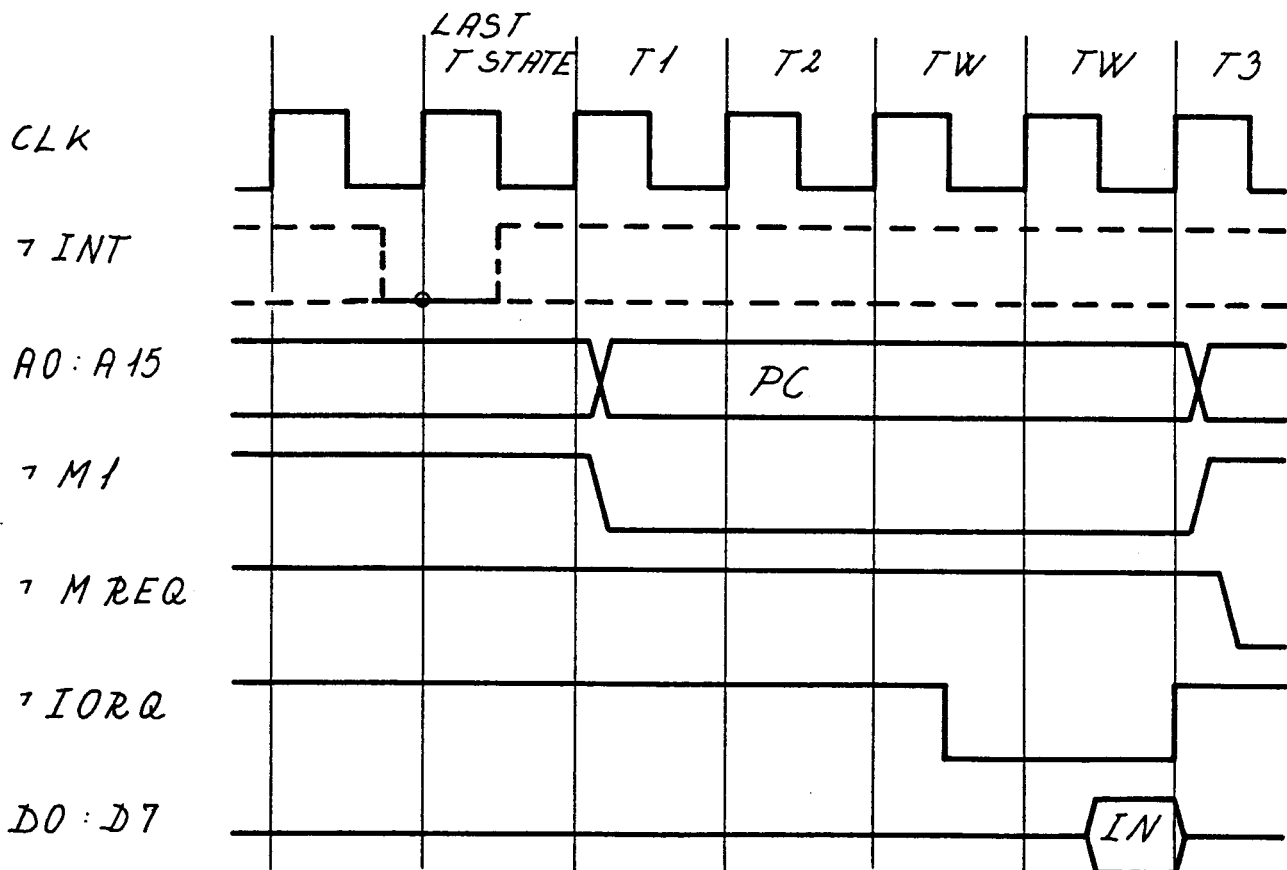 LAST
T STATE T1 T2 TW TW T3
CLK
¬ INT
A0 : A15
PC
¬ M1
¬ MREQ
¬ IORQ
D0 : D7
IN